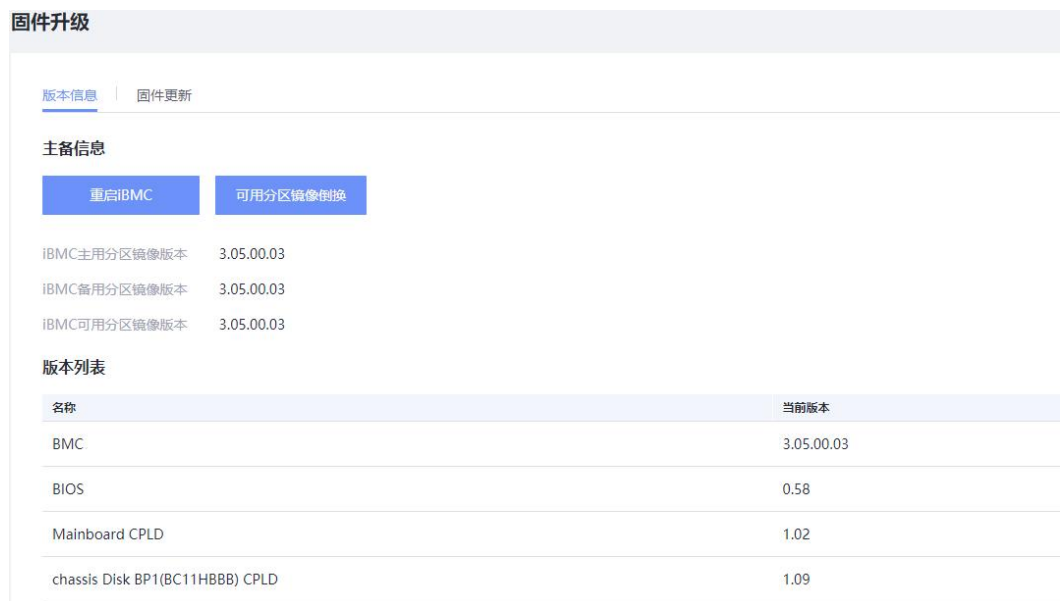 固件升级
版本信息 固件更新
主备信息
重启iBMC 可用分区镜像倒换
iBMC主用分区镜像版本 3.05.00.03
iBMC备用分区镜像版本 3.05.00.03
iBMC可用分区镜像版本 3.05.00.03
版本列表
名称 当前版本
BMC 3.05.00.03
BIOS 0.58
Mainboard CPLD 1.02
chassis Disk BP1(BC11HBBB) CPLD 1.09